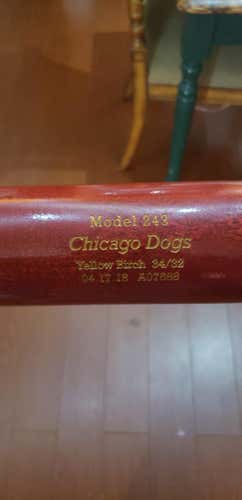 Model 243
Chicago Dogs
Yellow Birch 34/32
04 17 18 A07688